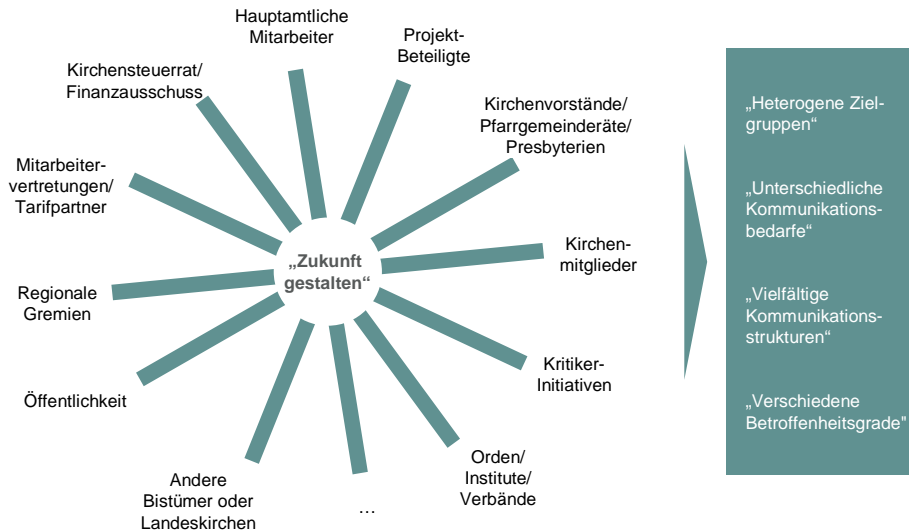 Hauptamtliche
Mitarbeiter
Projekt-
Beteiligte
Kirchensteuerrat/
Finanzausschuss
Kirchenvorstände/
Pfarrgemeinderäte/
Presbyterien
Mitarbeiter-
vertretungen/
Tarifpartner
„Zukunft
gestalten“
Kirchen-
mitglieder
Regionale
Gremien
Kritiker-
Initiativen
Öffentlichkeit
Orden/
Institute/
Verbände
Andere
Bistümer oder
Landeskirchen
...
„Heterogene Ziel-
gruppen“
„Unterschiedliche
Kommunikations-
bedarfe“
„Vielfältige
Kommunikations-
strukturen“
„Verschiedene
Betroffenheitsgrade"